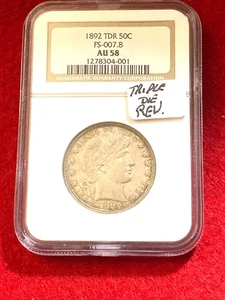 1892 TDR 50C
FS-007.8
AU 58
NUMISMATIC GUARANTY CORPORATION
1278304-001
TRIPLE
DIE
REV.